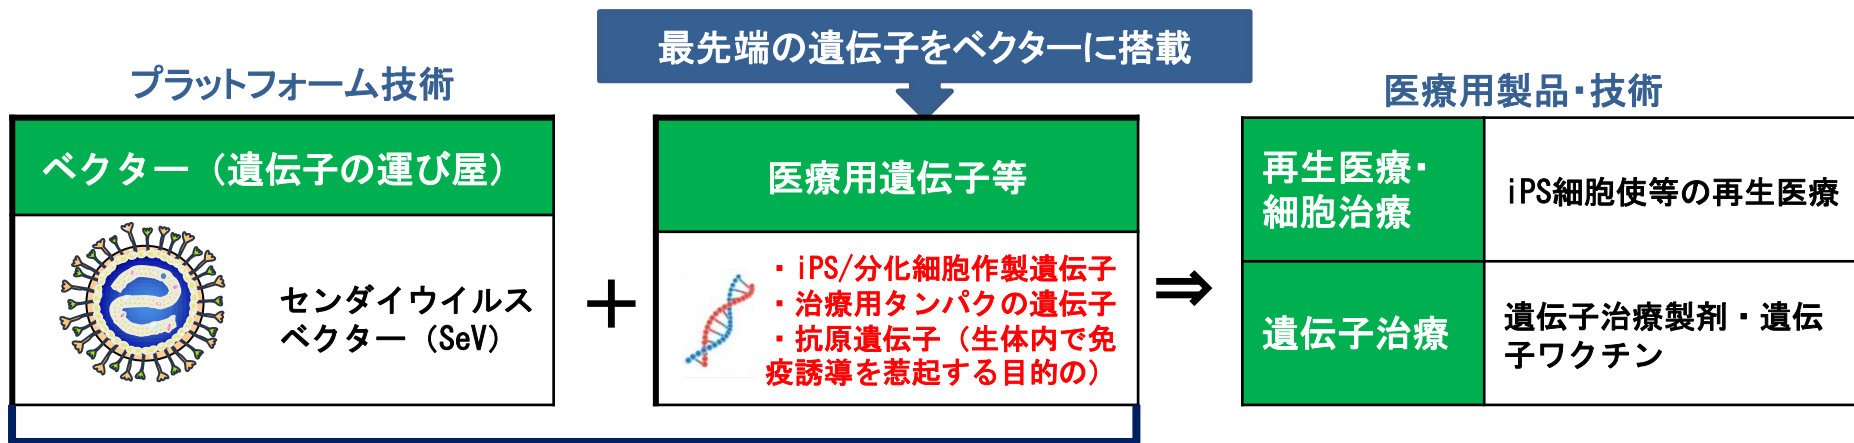 最先端の遺伝子をベクターに搭載
プラットフォーム技術
医療用製品・技術
ベクター（遺伝子の運び屋）
センダイウイルス
ベクター（SeV）
＋
医療用遺伝子等
・iPS/分化細胞作製遺伝子
・治療用タンパクの遺伝子
・抗原遺伝子（生体内で免
疫誘導を惹起する目的の）
⇒
再生医療・
細胞治療
iPS細胞使等の再生医療
遺伝子治療
遺伝子治療製剤・遺伝
子ワクチン